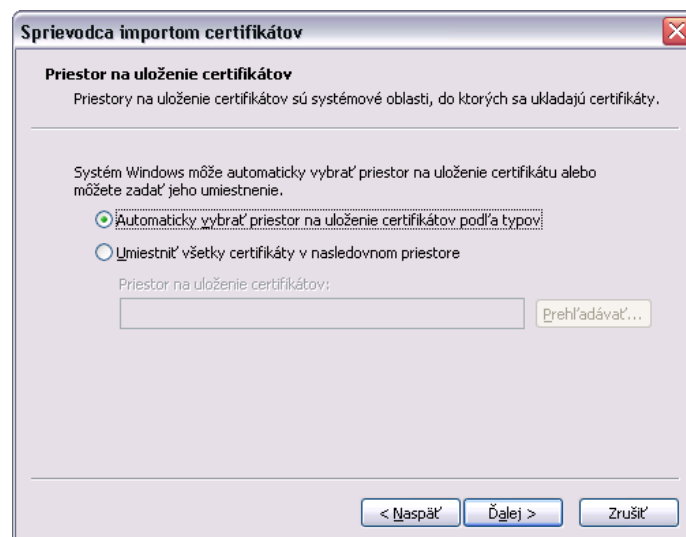 Sprievodca importom certifikátov
Priestor na uloženie certifikátov
Priestory na uloženie certifikátov sú systémové oblasti, do ktorých sa ukladajú certifikáty.
Systém Windows môže automaticky vybrať priestor na uloženie certifikátu alebo
môžete zadať jeho umiestnenie.
Automaticky vybrať priestor na uloženie certifikátov podľa typov
Umiestniť všetky certifikáty v nasledovnom priestore
Priestor na uloženie certifikátov:
Prehľadávať...
< Naspäť
Ďalej >
Zrušiť